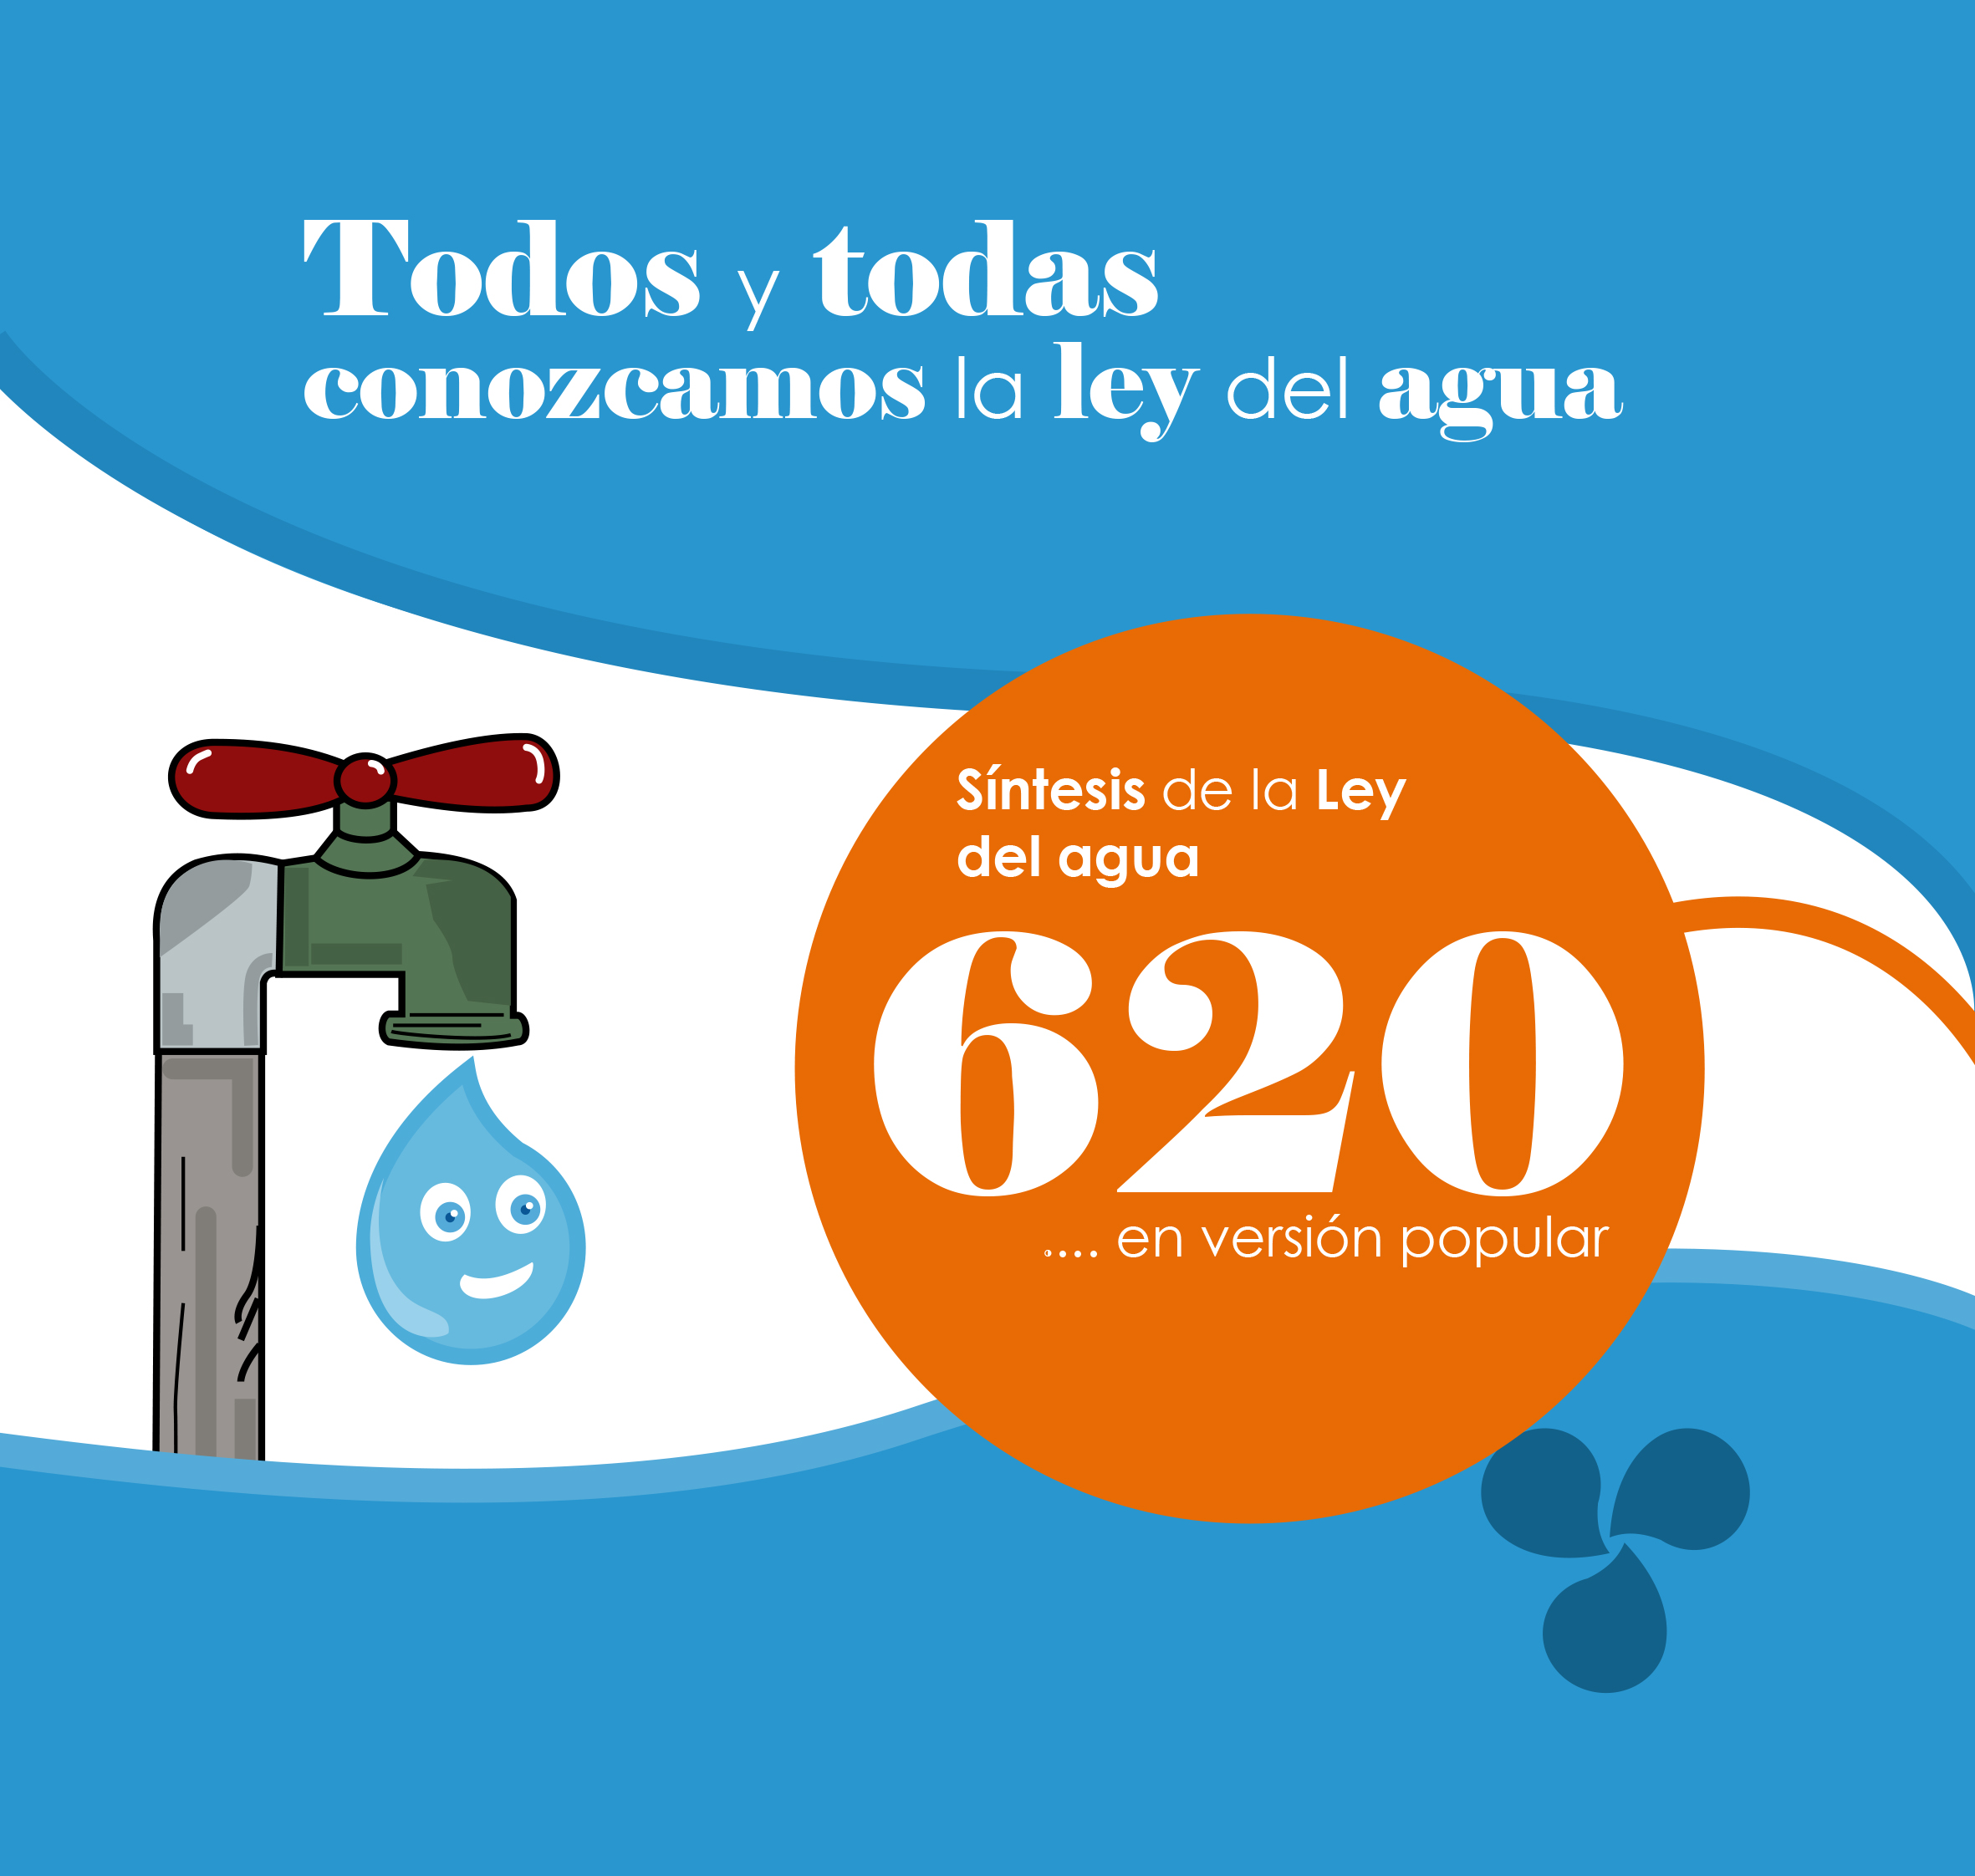 Todos y todas
conozcamos la ley del agua
Síntesis de la Ley
del agua
620
....en versión popular